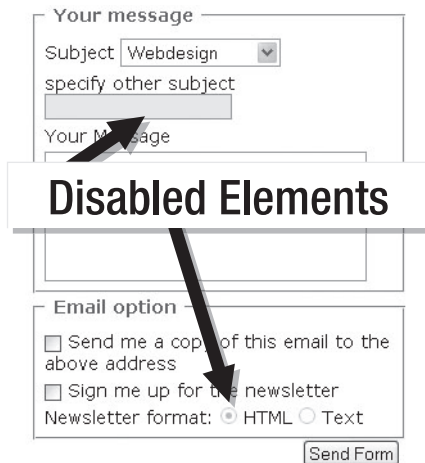 Your message
Subject Webdesign
specify other subject
Your Message
Disabled Elements
Email option
Send me a copy of this email to the
above address
Sign me up for the newsletter
Newsletter format: HTML Text
Send Form